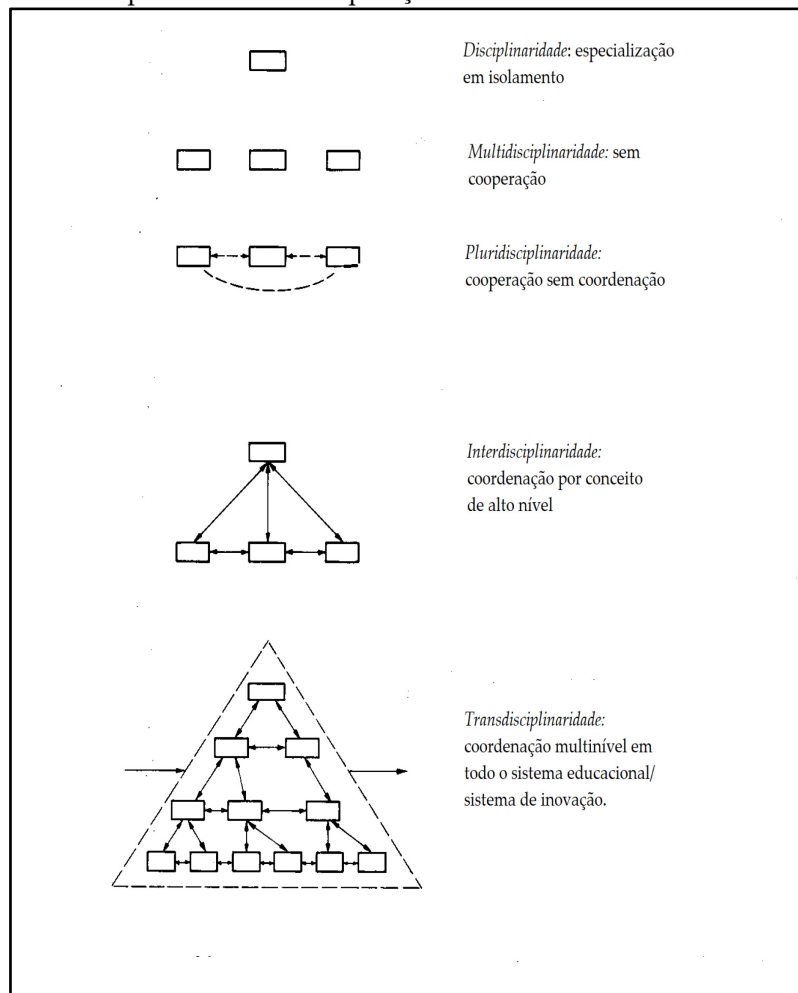 Disciplinaridade: especialização
em isolamento
Multidisciplinaridade: sem
cooperação
Pluridisciplinaridade:
cooperação sem coordenação
Interdisciplinaridade:
coordenação por conceito
de alto nível
Transdisciplinaridade:
coordenação multinível em
todo o sistema educacional/
sistema de inovação.